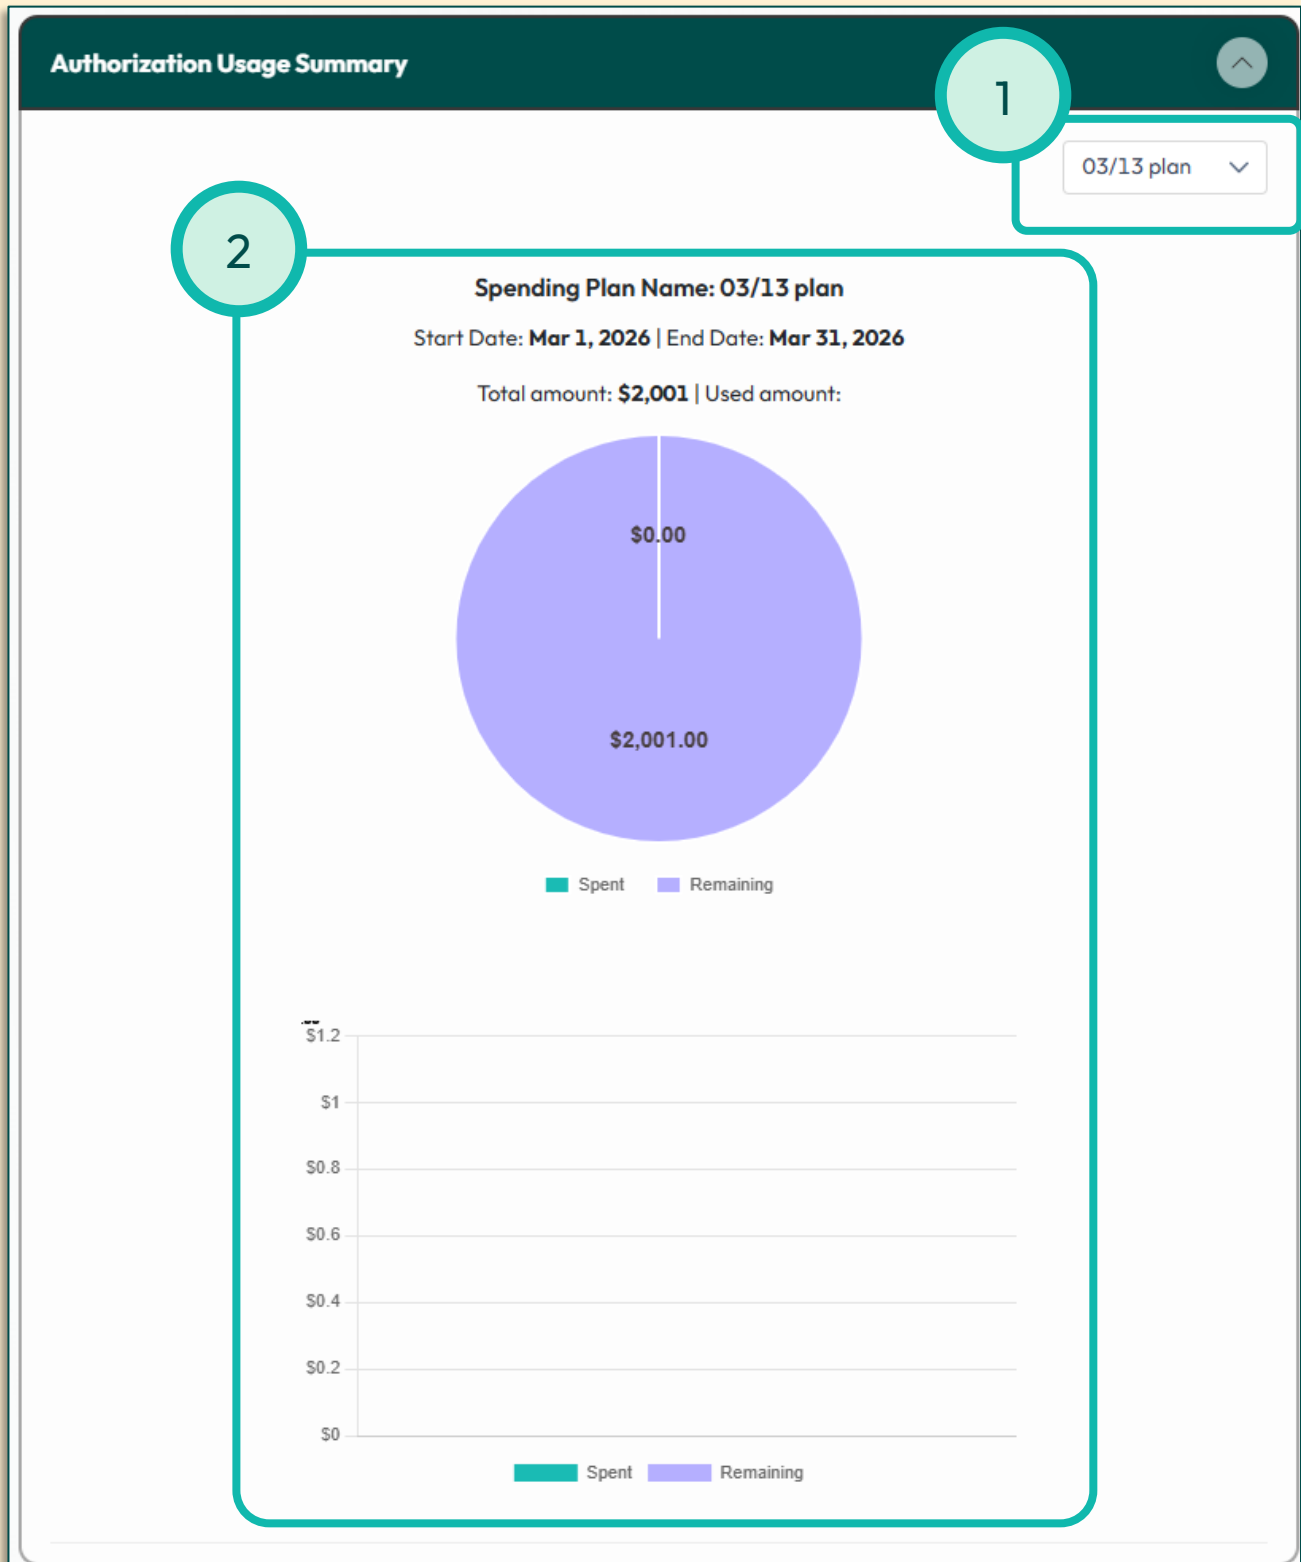 Authorization Usage Summary
1
03/13 plan
2
Spending Plan Name: 03/13 plan
Start Date: Mar 1, 2026 | End Date: Mar 31, 2026
Total amount: $2,001 | Used amount:
$0.00
$2,001.00
Spent Remaining
$1.2
$1
$0.8
$0.6
$0.4
$0.2
$0
Spent Remaining